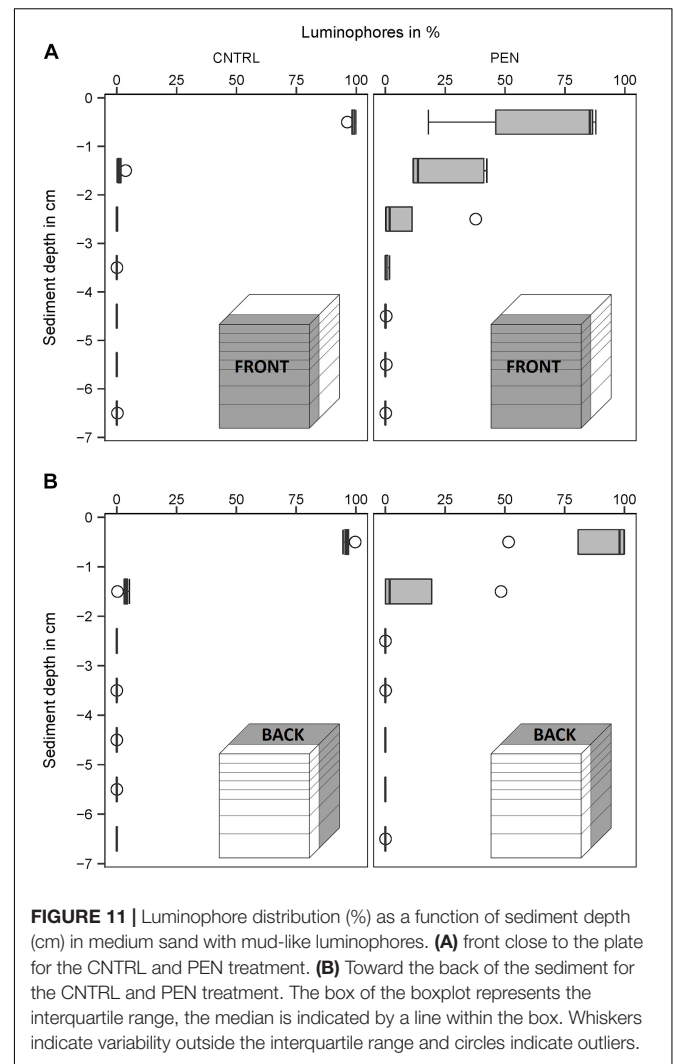 Luminophores in %
A
CNTRL PEN
0 25 50 75 100 0 25 50 75 100
0
−1
−2
−3
−4
−5
−6
−7
Sediment depth in cm
FRONT FRONT
B
0 25 50 75 100 0 25 50 75 100
0
−1
−2
−3
−4
−5
−6
−7
Sediment depth in cm
BACK BACK
FIGURE 11 | Luminophore distribution (%) as a function of sediment depth
(cm) in medium sand with mud-like luminophores. (A) front close to the plate
for the CNTRL and PEN treatment. (B) Toward the back of the sediment for
the CNTRL and PEN treatment. The box of the boxplot represents the
interquartile range, the median is indicated by a line within the box. Whiskers
indicate variability outside the interquartile range and circles indicate outliers.